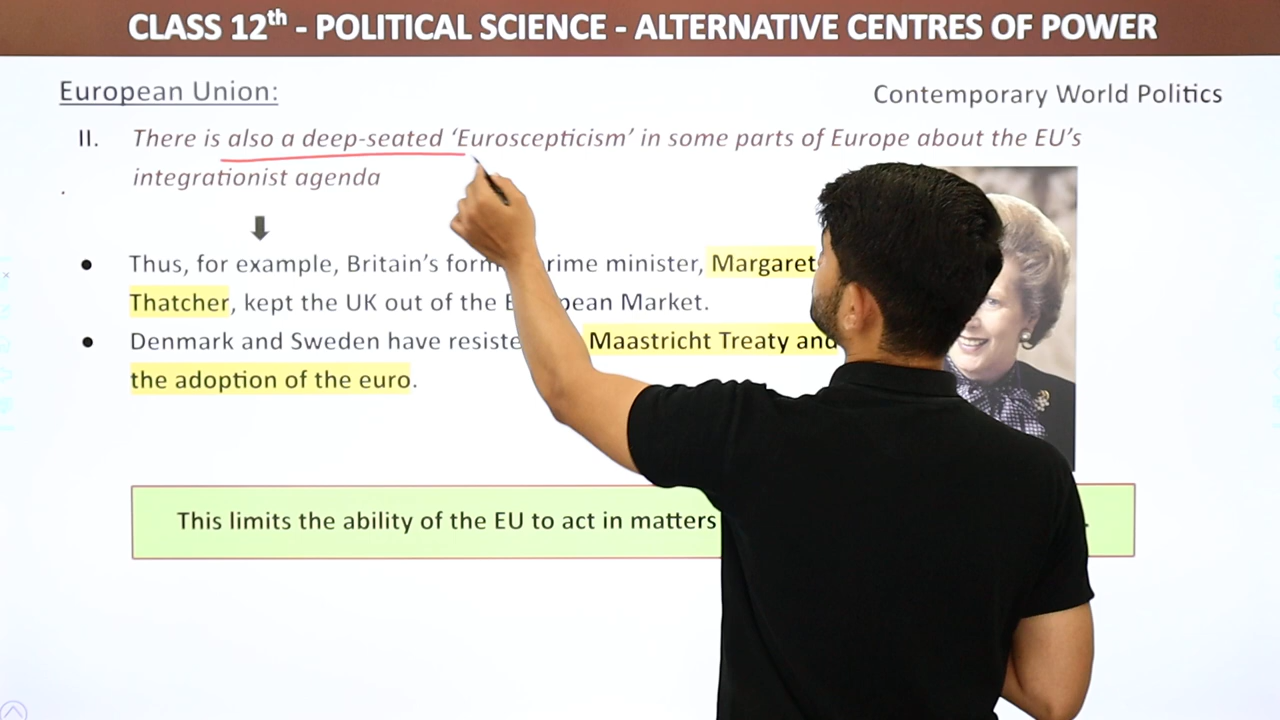 CLASS 12th - POLITICAL SCIENCE - ALTERNATIVE CENTRES OF POWER
European Union:
Contemporary World Politics
II. There is also a deep-seated ‘Euroscepticism’ in some parts of Europe about the EU’s
integrationist agenda
• Thus, for example, Britain’s form rime minister, Margaret
Thatcher, kept the UK out of the E pean Market.
• Denmark and Sweden have resiste Maastricht Treaty and
the adoption of the euro.
This limits the ability of the EU to act in matters